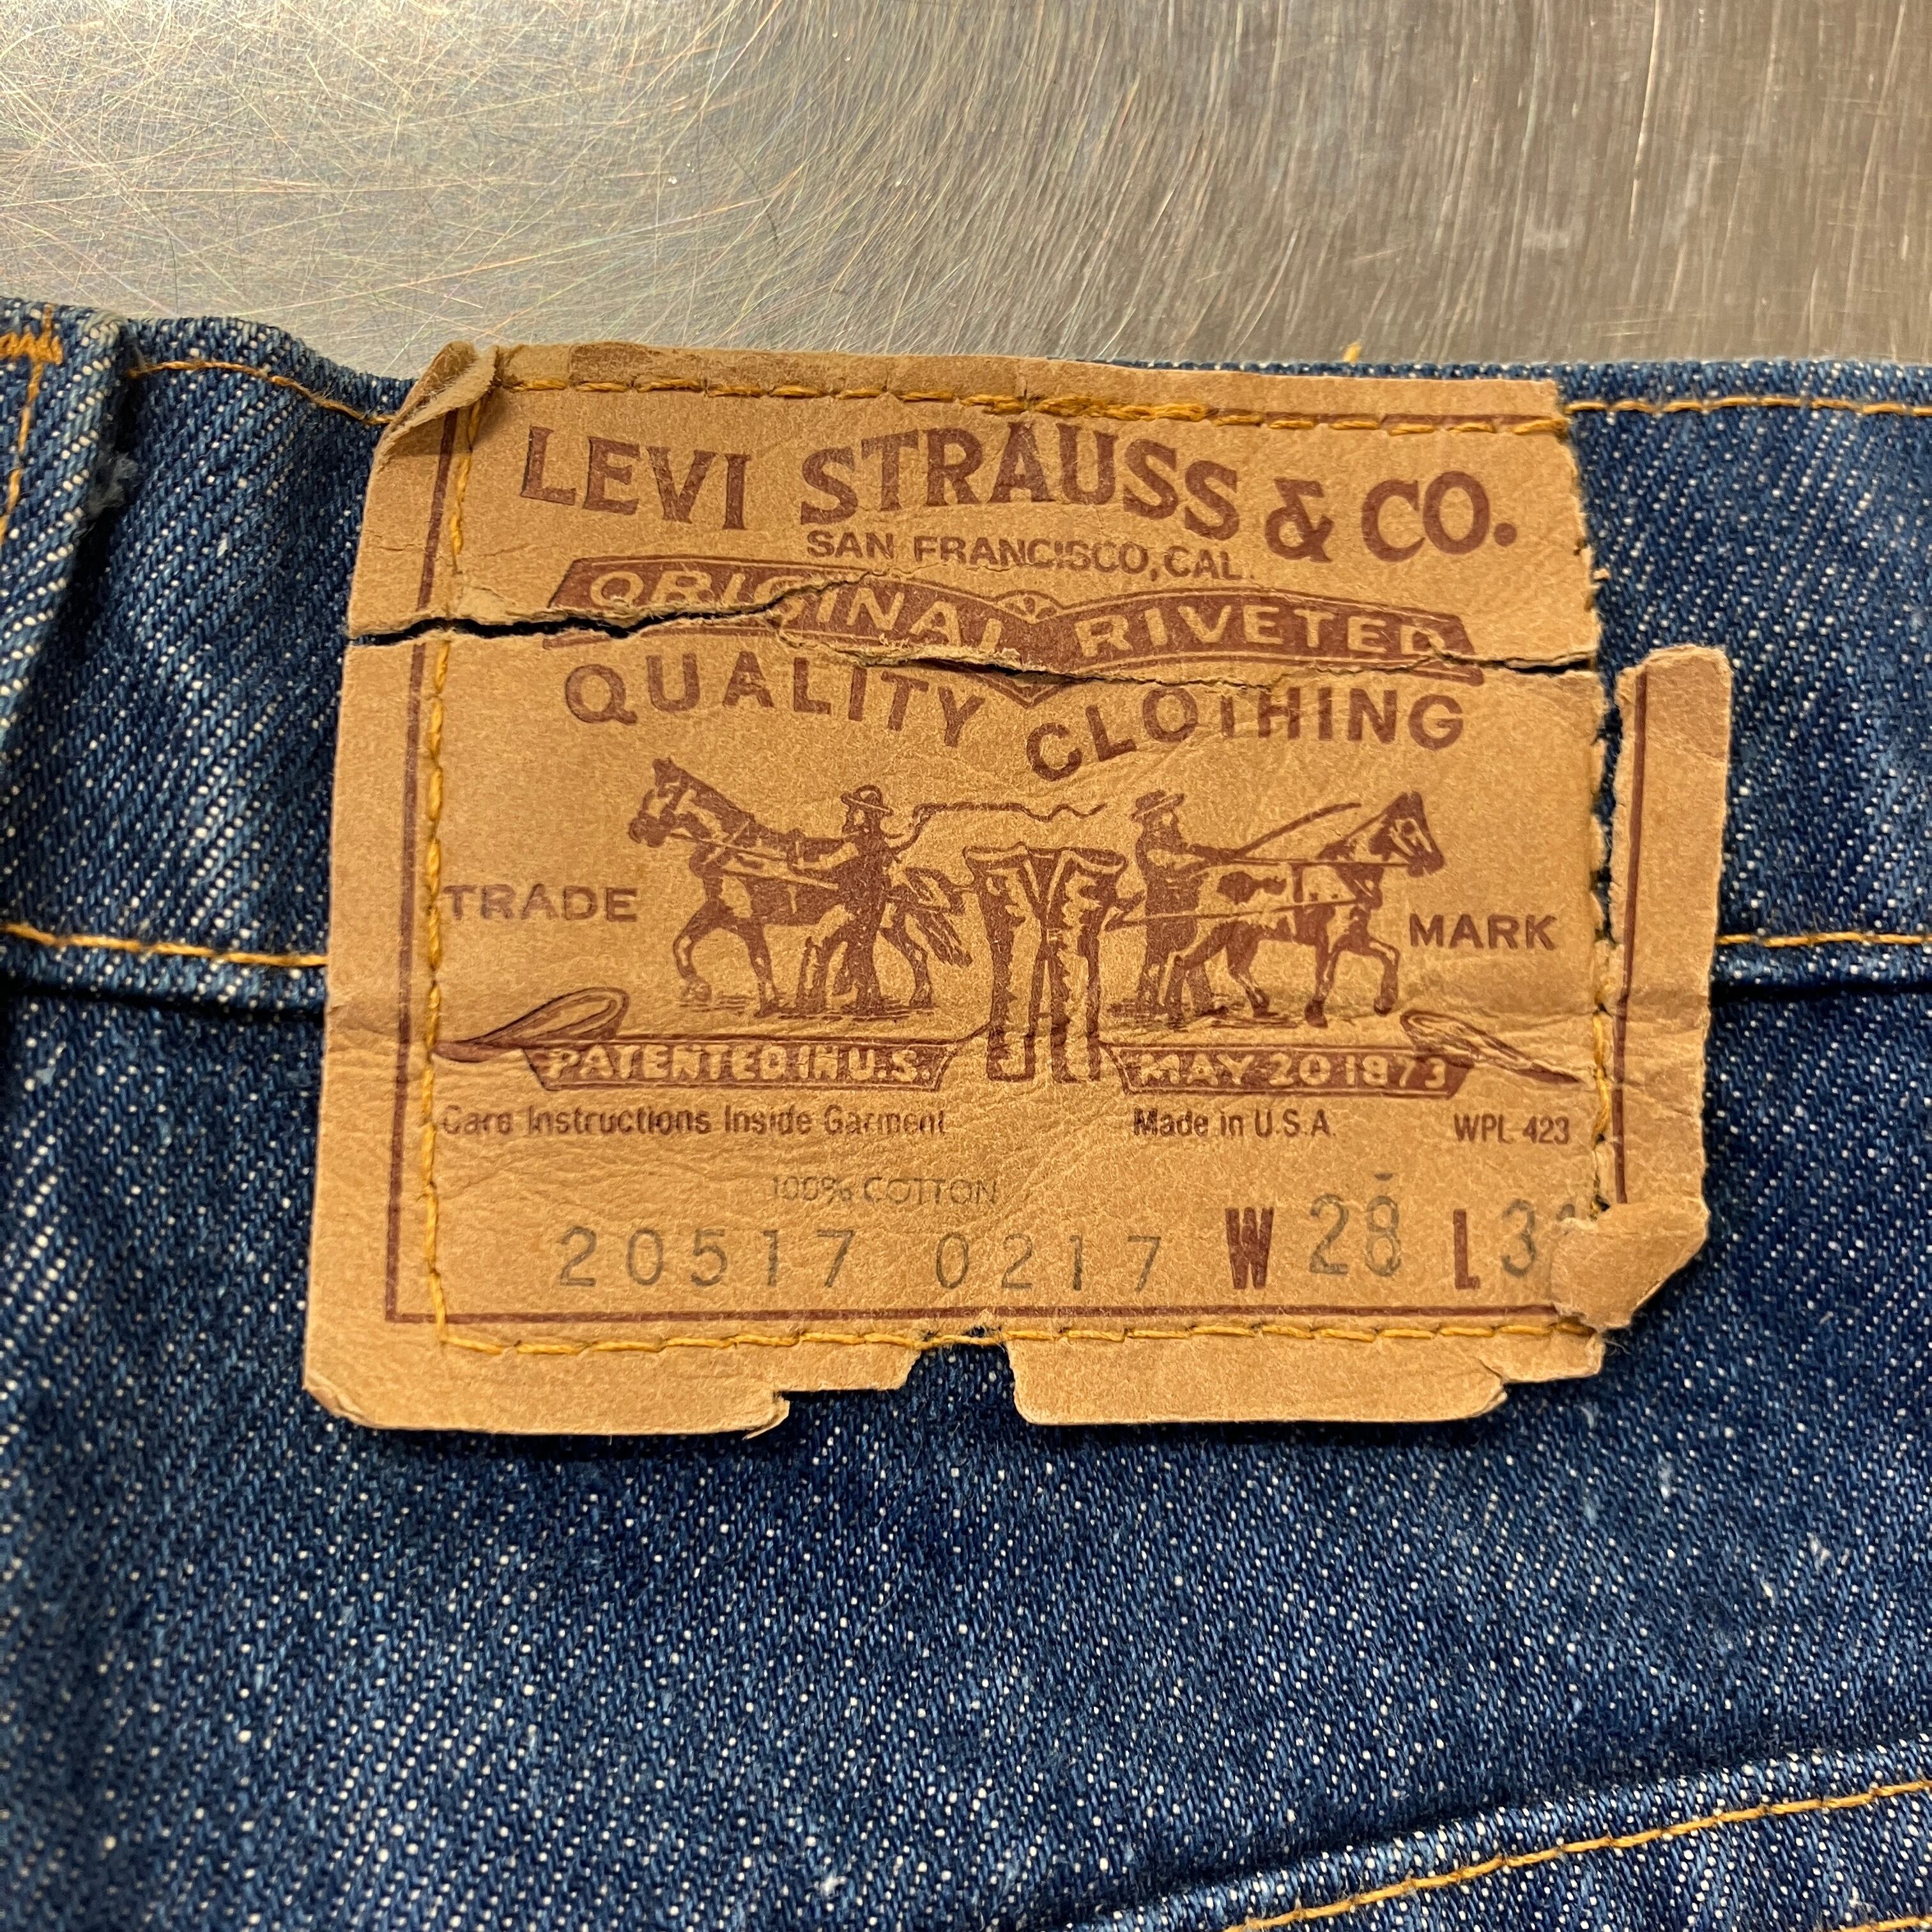 LEVI STRAUSS & CO.
SAN FRANCISCO, CAL.
ORIGINAL RIVETED
QUALITY CLOTHING
TRADE MARK
PATENTED IN U.S. MAY 20 1873
Care Instructions Inside Garment Made in U.S.A. WPL 423
100% COTTON
20517 0217 W 28 L